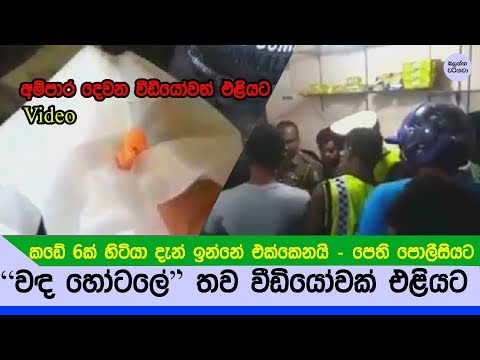 අම්පාර දෙවන වීඩියෝවත් එළියට
Video
කඩේ 6ක් හිටියා දැන් ඉන්නේ එක්කෙනයි - පෙති පොලීසියට
“වඳ හෝටලේ” තව වීඩියෝවක් එළියට